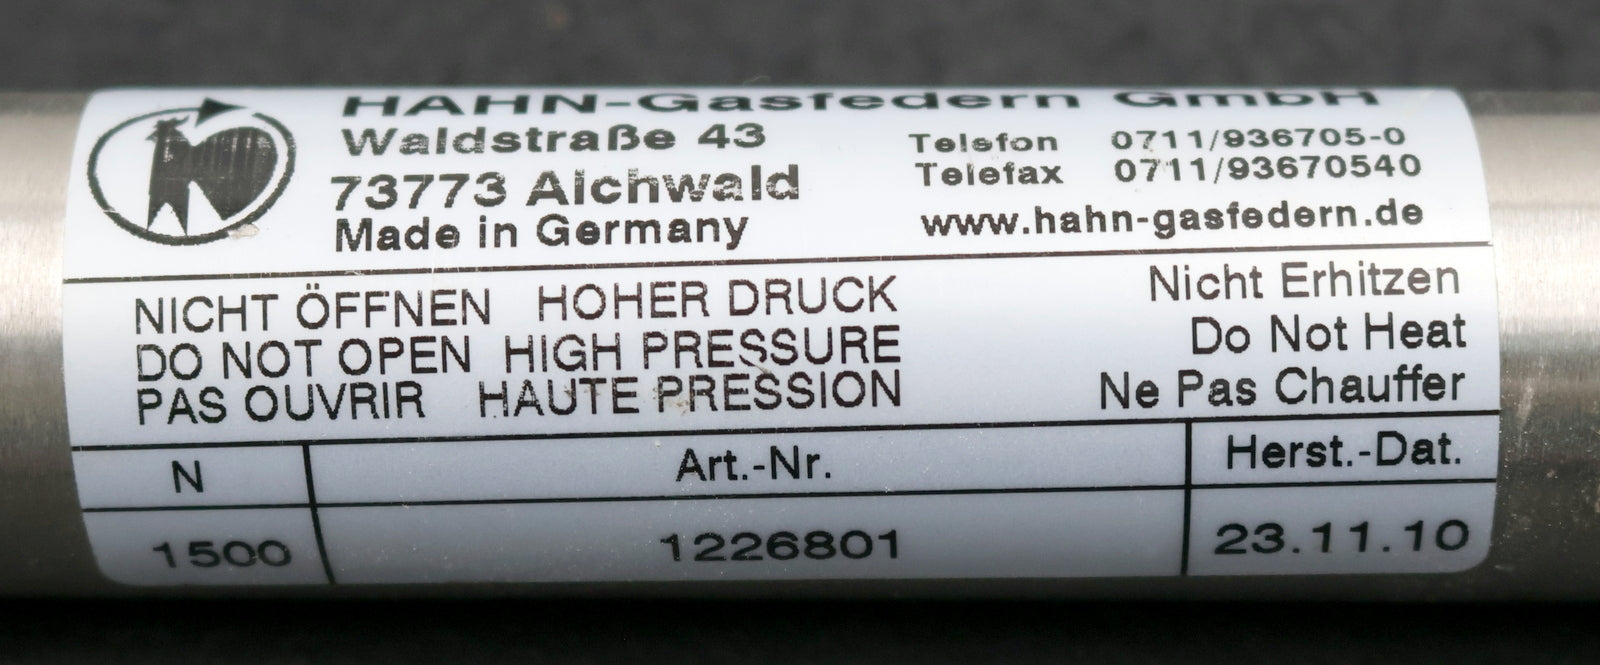 HAHN-Gasfedern GmbH
Waldstraße 43
73773 Aichwald
Made in Germany
Telefon 0711/936705-0
Telefax 0711/93670540
www.hahn-gasfedern.de
NICHT ÖFFNEN HOHER DRUCK
DO NOT OPEN HIGH PRESSURE
PAS OUVRIR HAUTE PRESSION
Nicht Erhitzen
Do Not Heat
Ne Pas Chauffer
N Art.-Nr. Herst.-Dat.
1500 1226801 23.11.10